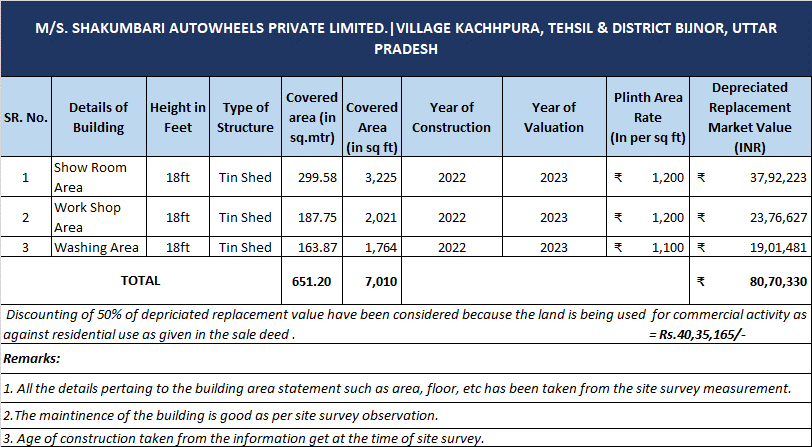 M/S. SHAKUMBARI AUTOWHEELS PRIVATE LIMITED.|VILLAGE KACHHPURA, TEHSIL & DISTRICT BIJNOR, UTTAR
PRADESH
SR. No. Details of Building Height in Feet Type of Structure Covered area (in sq.mtr) Covered Area (in sq ft) Year of Construction Year of Valuation Plinth Area Rate (In per sq ft) Depreciated Replacement Market Value (INR)
1 Show Room Area 18ft Tin Shed 299.58 3,225 2022 2023 ₹ 1,200 ₹ 37,92,223
2 Work Shop Area 18ft Tin Shed 187.75 2,021 2022 2023 ₹ 1,200 ₹ 23,76,627
3 Washing Area 18ft Tin Shed 163.87 1,764 2022 2023 ₹ 1,100 ₹ 19,01,481
TOTAL 651.20 7,010 ₹ 80,70,330
Discounting of 50% of depriciated replacement value have been considered because the land is being used for commercial activity as
against residential use as given in the sale deed . = Rs.40,35,165/-
Remarks:
1. All the details pertaing to the building area statement such as area, floor, etc has been taken from the site survey measurement.
2.The maintinence of the building is good as per site survey observation.
3. Age of construction taken from the information get at the time of site survey.